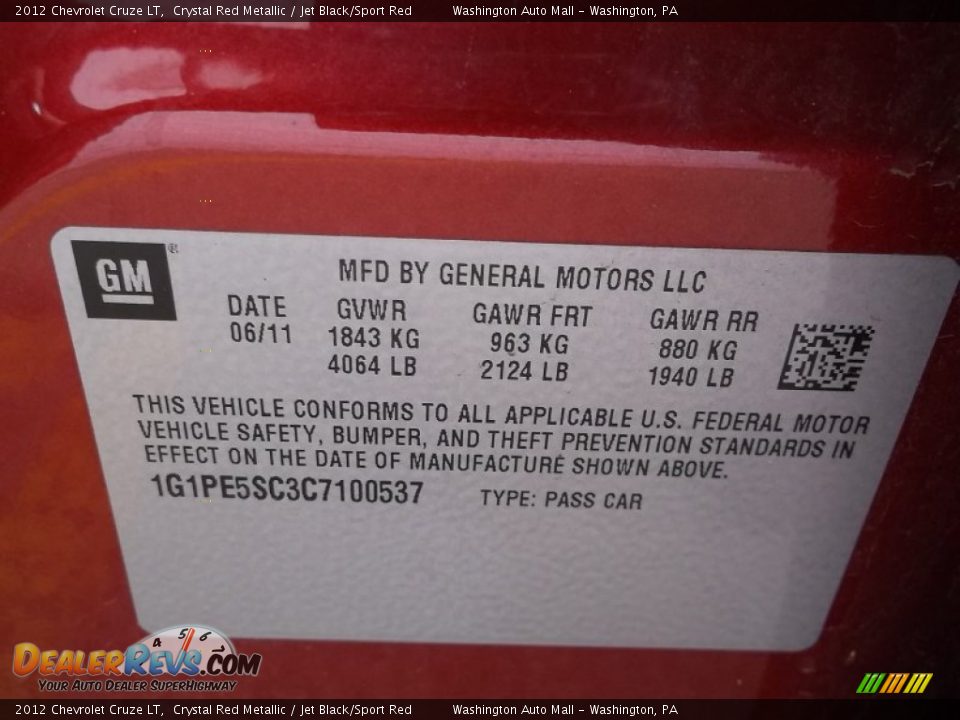 2012 Chevrolet Cruze LT, Crystal Red Metallic / Jet Black/Sport Red Washington Auto Mall - Washington, PA
GM®
MFD BY GENERAL MOTORS LLC
DATE GVWR GAWR FRT GAWR RR
06/11 1843 KG 963 KG 880 KG
4064 LB 2124 LB 1940 LB
THIS VEHICLE CONFORMS TO ALL APPLICABLE U.S. FEDERAL MOTOR
VEHICLE SAFETY, BUMPER, AND THEFT PREVENTION STANDARDS IN
EFFECT ON THE DATE OF MANUFACTURE SHOWN ABOVE.
1G1PE5SC3C7100537 TYPE: PASS CAR
4 5 6
DEALERREVS.COM
YOUR AUTO DEALER SUPERHIGHWAY
2012 Chevrolet Cruze LT, Crystal Red Metallic / Jet Black/Sport Red Washington Auto Mall - Washington, PA